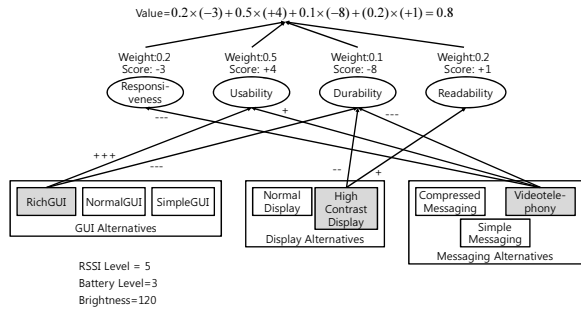 Value=0.2×(−3)+0.5×(+4)+0.1×(−8)+(0.2)×(+1)=0.8
Weight:0.2 Weight:0.5 Weight:0.1 Weight:0.2
Score: -3 Score: +4 Score: -8 Score: +1
Responsi-
veness
Usability
Durability
Readability
---
+
---
+++
---
--
+
RichGUI
NormalGUI
SimpleGUI
GUI Alternatives
Normal
Display
High
Contrast
Display
Display Alternatives
Compressed
Messaging
Videotele-
phony
Simple
Messaging
Messaging Alternatives
RSSI Level = 5
Battery Level=3
Brightness=120